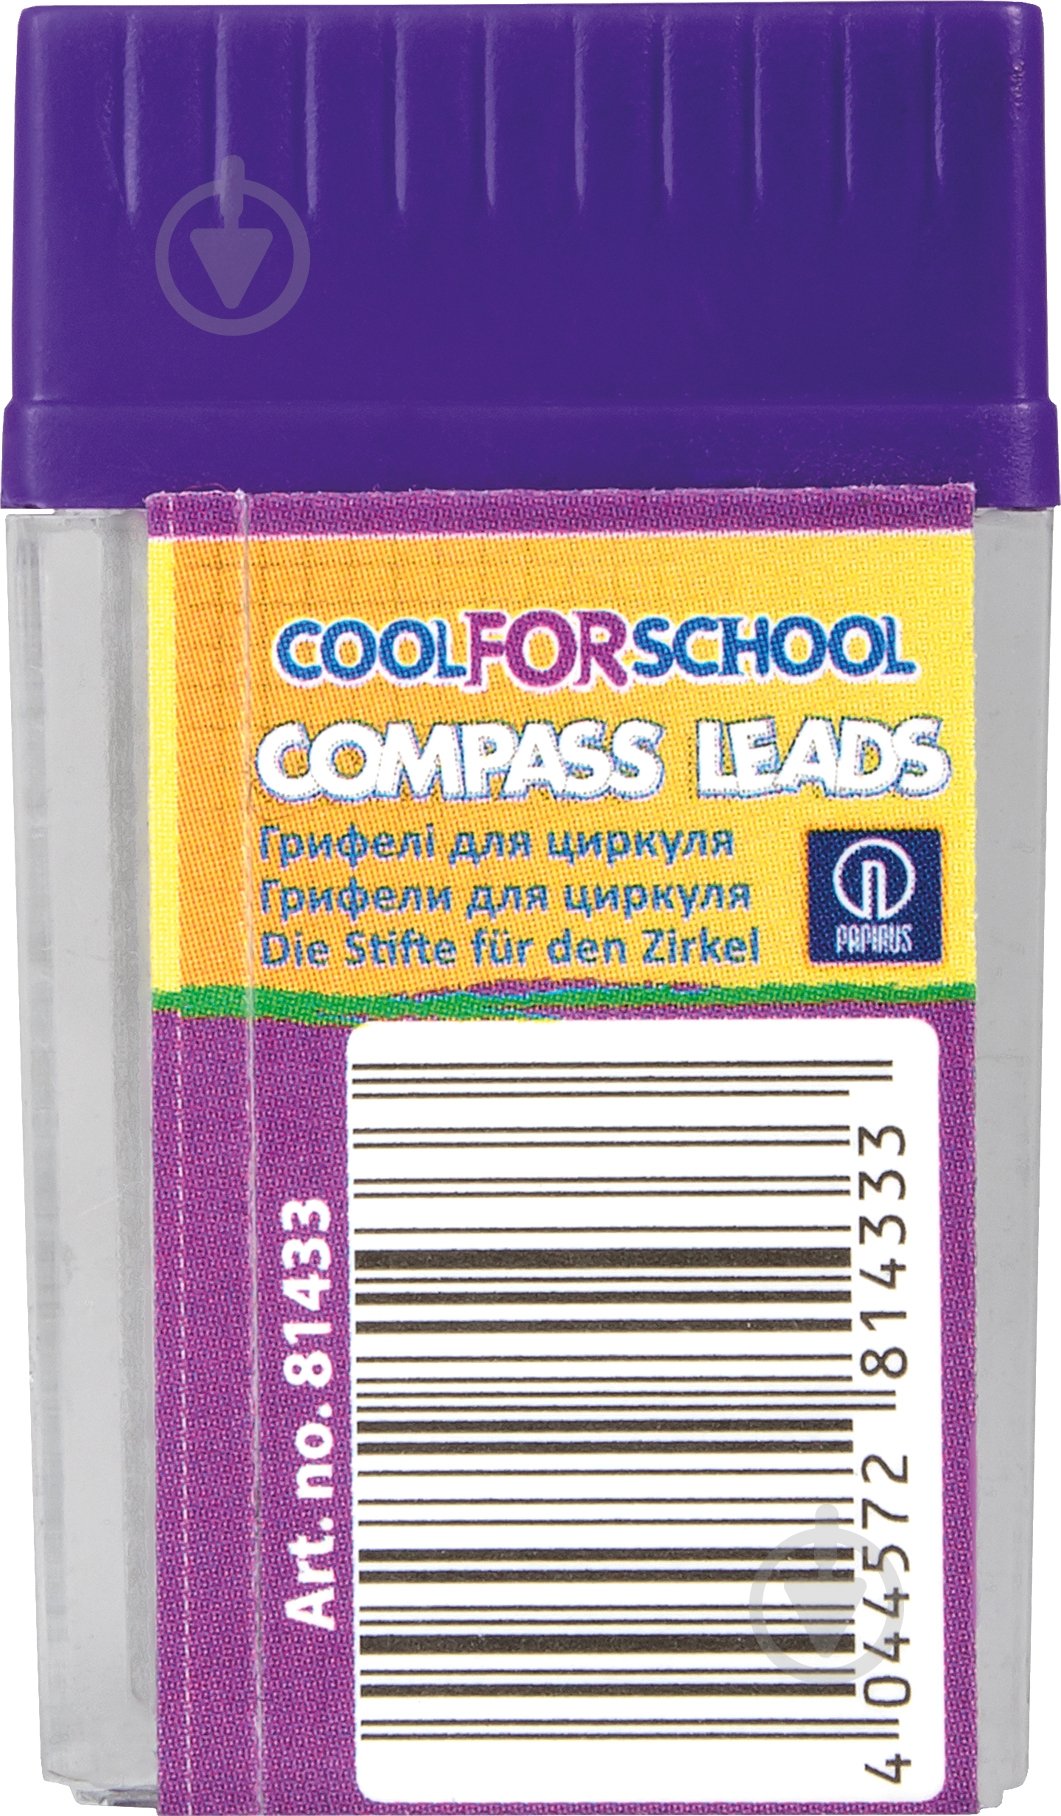 COOLFORSCHOOL
COMPASS LEADS
Грифелі для циркуля
Грифели для циркуля
Die Stifte für den Zirkel
PAPIRUS
Art. no. 81433
4 044572 814333